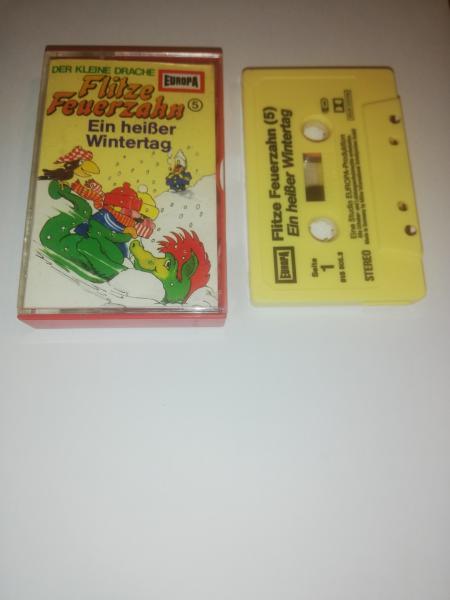 DER KLEINE DRACHE
EUROPA
Flitze
Feuerzahn
5
Ein heißer
Wintertag
EUROPA
Flitze Feuerzahn (5)
Ein heißer Wintertag
Seite
1
Eine Studio EUROPA-Produktion
STEREO